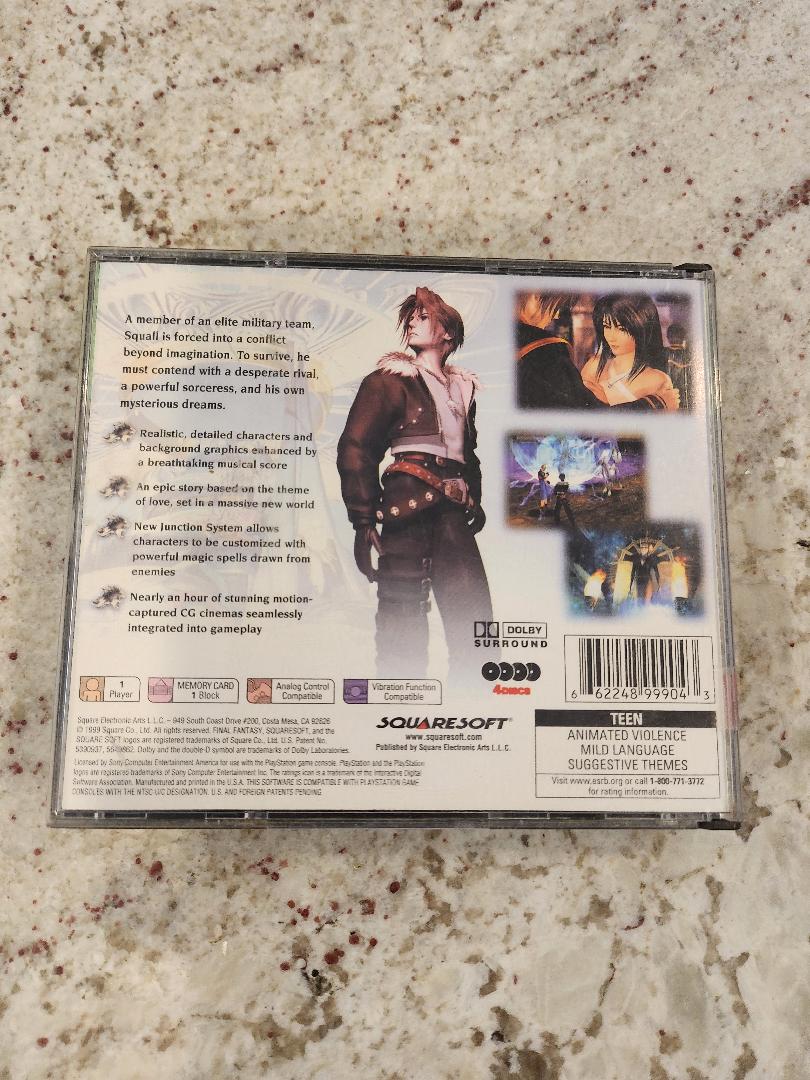 A member of an elite military team,
Squall is forced into a conflict
beyond imagination. To survive, he
must contend with a desperate rival,
a powerful sorceress, and his own
mysterious dreams.
Realistic, detailed characters and
background graphics enhanced by
a breathtaking musical score
An epic story based on the theme
of love, set in a massive new world
New Junction System allows
characters to be customized with
powerful magic spells drawn from
enemies
Nearly an hour of stunning motion-
captured CG cinemas seamlessly
integrated into gameplay
DOLBY
SURROUND
4 DISCS
6 62248 99904 3
1
Player
MEMORY CARD
1 Block
Analog Control
Compatible
Vibration Function
Compatible
SQUARESOFT®
www.squaresoft.com
Published by Square Electronic Arts L.L.C.
TEEN
ANIMATED VIOLENCE
MILD LANGUAGE
SUGGESTIVE THEMES
Visit www.esrb.org or call 1-800-771-3772
for rating information.
Square Electronic Arts L.L.C. – 949 South Coast Drive #200, Costa Mesa, CA 92626
© 1999 Square Co., Ltd. All rights reserved. FINAL FANTASY, SQUARESOFT, and the
SQUARESOFT logos are registered trademarks of Square Co., Ltd. U.S. Patent No.
5390937, 5649862. Dolby and the double-D symbol are trademarks of Dolby Laboratories.
Licensed by Sony Computer Entertainment America for use with the PlayStation game console. PlayStation and the PlayStation
logos are registered trademarks of Sony Computer Entertainment Inc. The ratings icon is a trademark of the Interactive Digital
Software Association. Manufactured and printed in the U.S.A. THIS SOFTWARE IS COMPATIBLE WITH PLAYSTATION GAME
CONSOLES WITH THE NTSC U/C DESIGNATION. U.S. AND FOREIGN PATENTS PENDING.